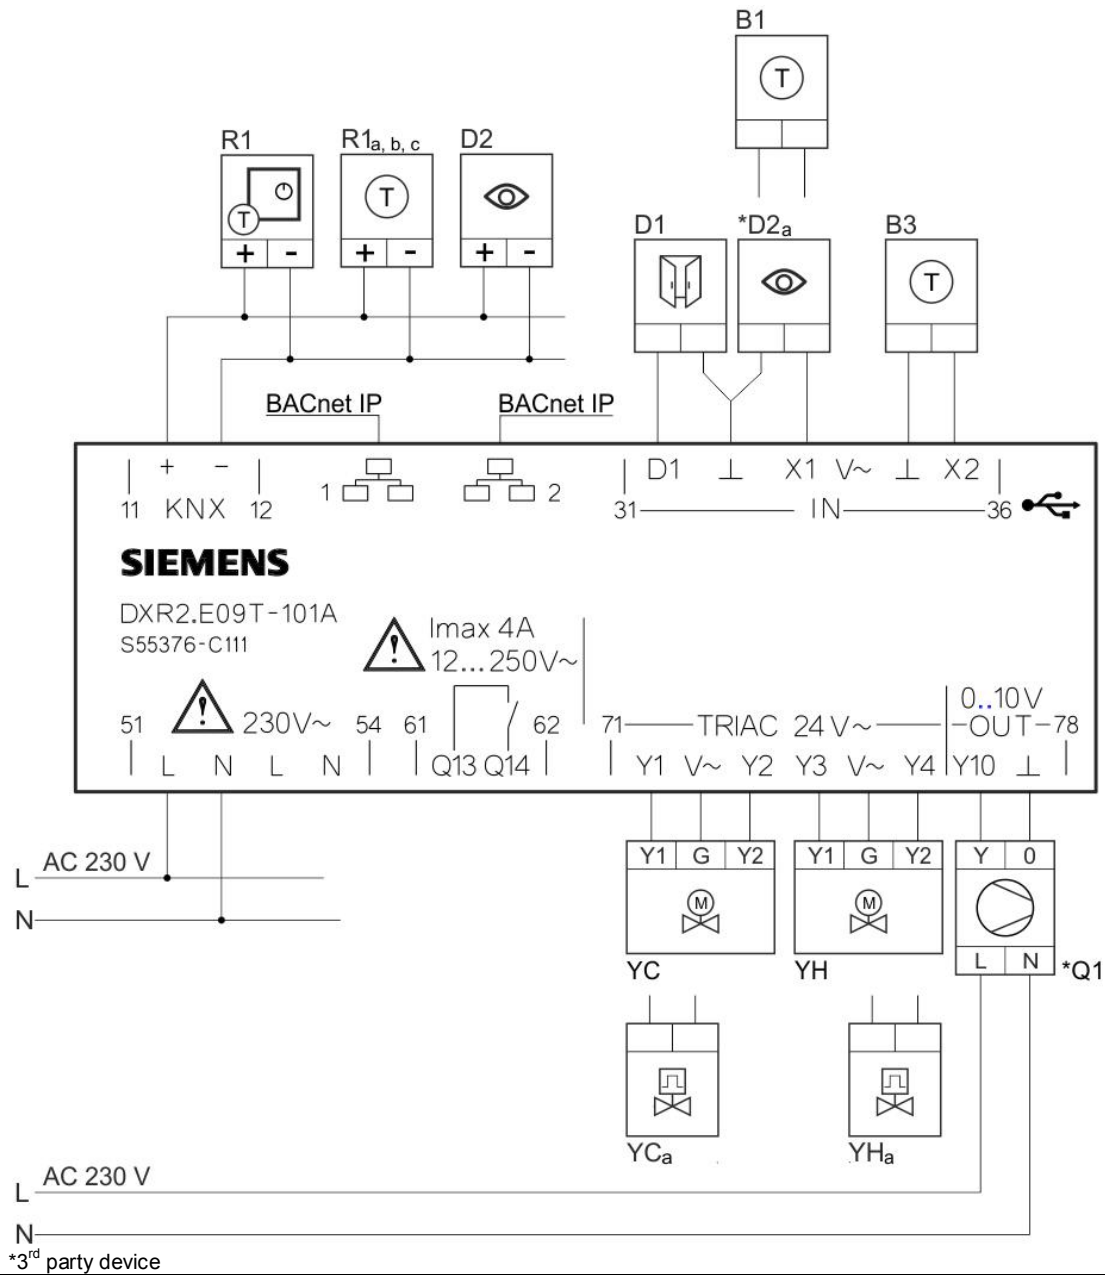 B1
T
R1
R1a, b, c
D2
T
T
+ -
+ -
+ -
D1
*D2a
B3
T
BACnet IP
BACnet IP
+ -
11 KNX 12
1
2
D1 ⊥ X1 V~ ⊥ X2
31 IN 36
SIEMENS
DXR2.E09T-101A
S55376-C111
! Imax 4A
12...250V~
0..10V
51 ! 230V~ 54 61 62 71 TRIAC 24V~ OUT 78
L N L N Q13 Q14 Y1 V~ Y2 Y3 V~ Y4 Y10 ⊥
Y1 G Y2
Y1 G Y2
Y 0
L AC 230 V
N
M
M
L N
YC
YH
*Q1
YCa
YHa
L AC 230 V
N
*3rd party device